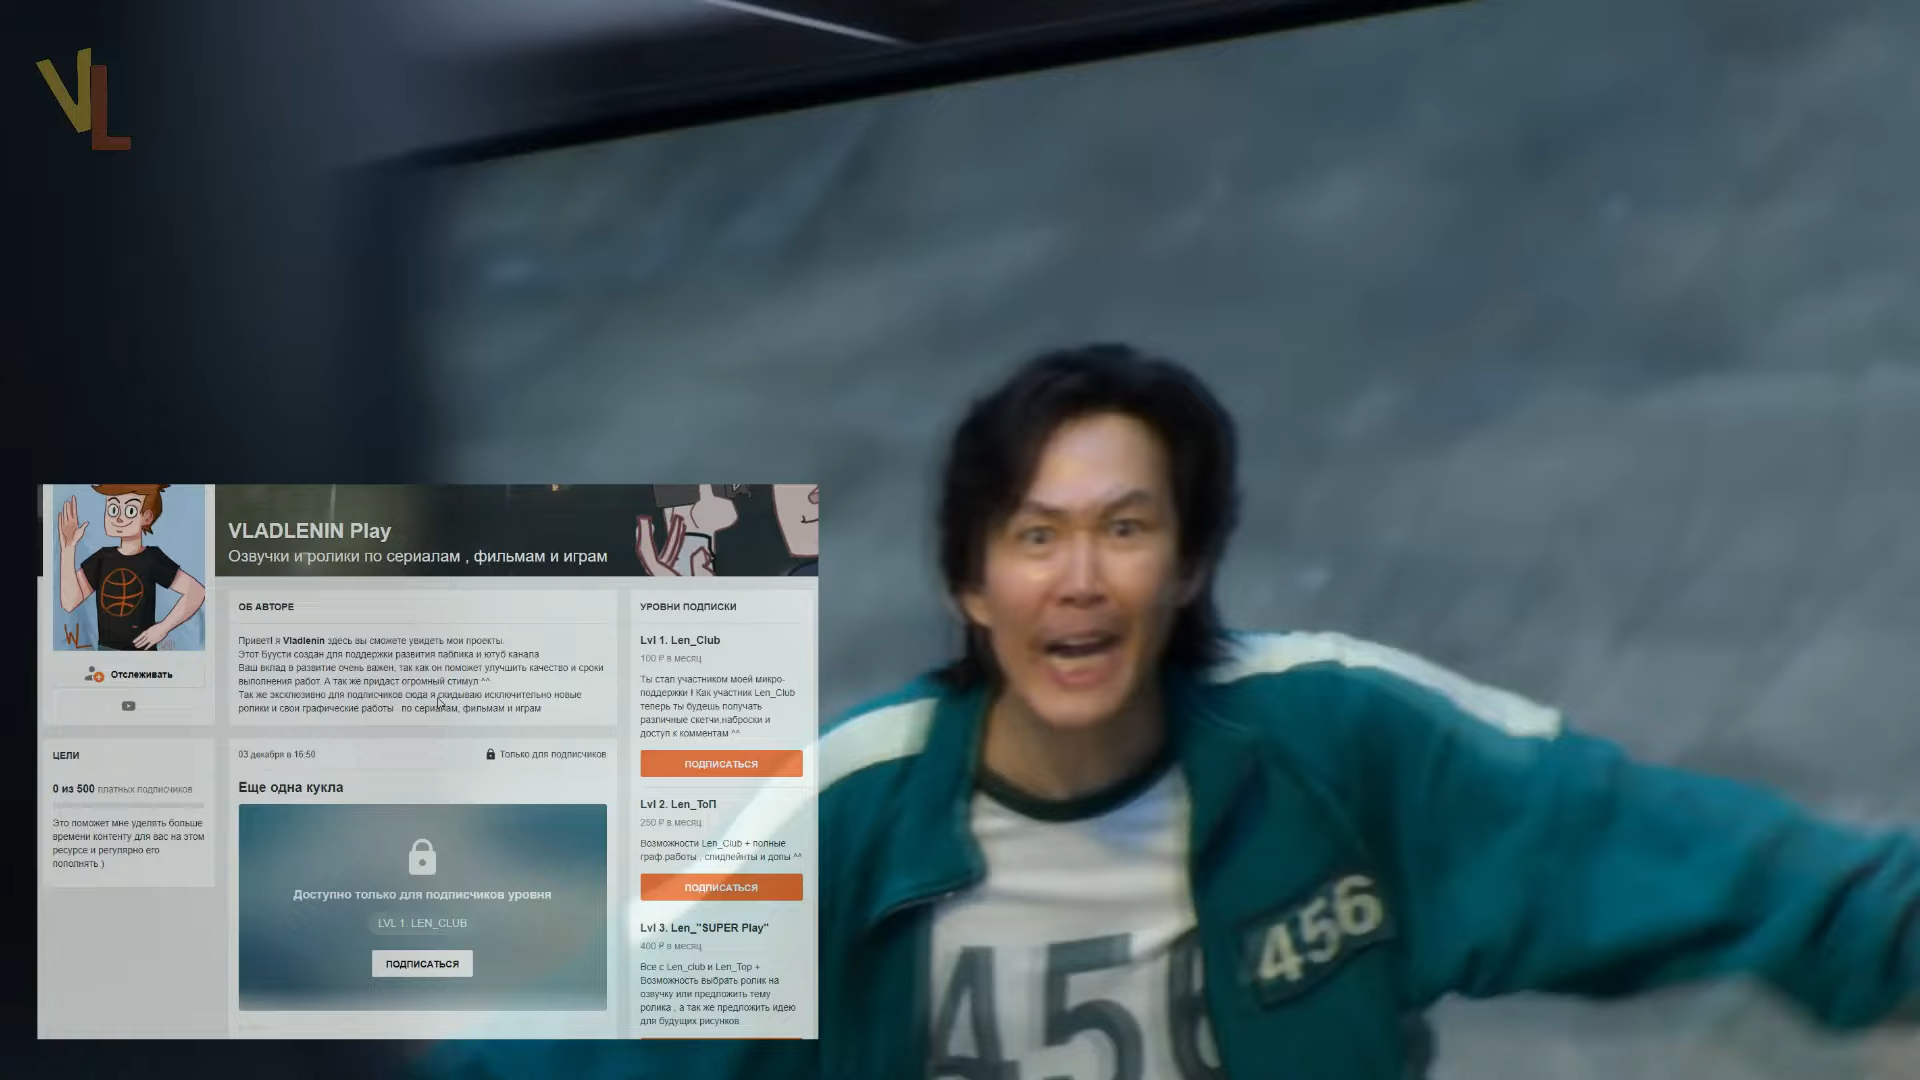 VL
VLADLENIN Play
Озвучки и ролики по сериалам , фильмам и играм
Отслеживать
ЦЕЛИ
0 из 500 платных подписчиков
Это поможет мне уделять больше
времени контенту для вас на этом
ресурсе и регулярно его
пополнять )
ОБ АВТОРЕ
Привет! я Vladlenin здесь вы сможете увидеть мои проекты.
Этот Буусти создан для поддержки развития паблика и ютуб канала
Ваш вклад в развитие очень важен, так как он поможет улучшить качество и сроки
выполнения работ. А так же придаст огромный стимул ^^
Так же эксклюзивно для подписчиков сюда я скидываю исключительно новые
ролики и свои графические работы по сериалам, фильмам и играм
03 декабря в 16:50
Только для подписчиков
Еще одна кукла
Доступно только для подписчиков уровня
LVL 1. LEN_CLUB
ПОДПИСАТЬСЯ
УРОВНИ ПОДПИСКИ
Lvl 1. Len_Club
100 ₽ в месяц
Ты стал участником моей микро-
поддержки ! Как участник Len_Club
теперь ты будешь получать
различные скетчи,наброски и
доступ к комментам ^^
ПОДПИСАТЬСЯ
Lvl 2. Len_ТоП
250 ₽ в месяц
Возможности Len_Club + полные
граф.работы , спидпейнты и допы ^^
ПОДПИСАТЬСЯ
Lvl 3. Len_"SUPER Play"
400 ₽ в месяц
Все с Len_club и Len_Top +
Возможность выбрать ролик на
озвучку или предложить тему
ролика , а так же предложить идею
для будущих рисунков
456
456